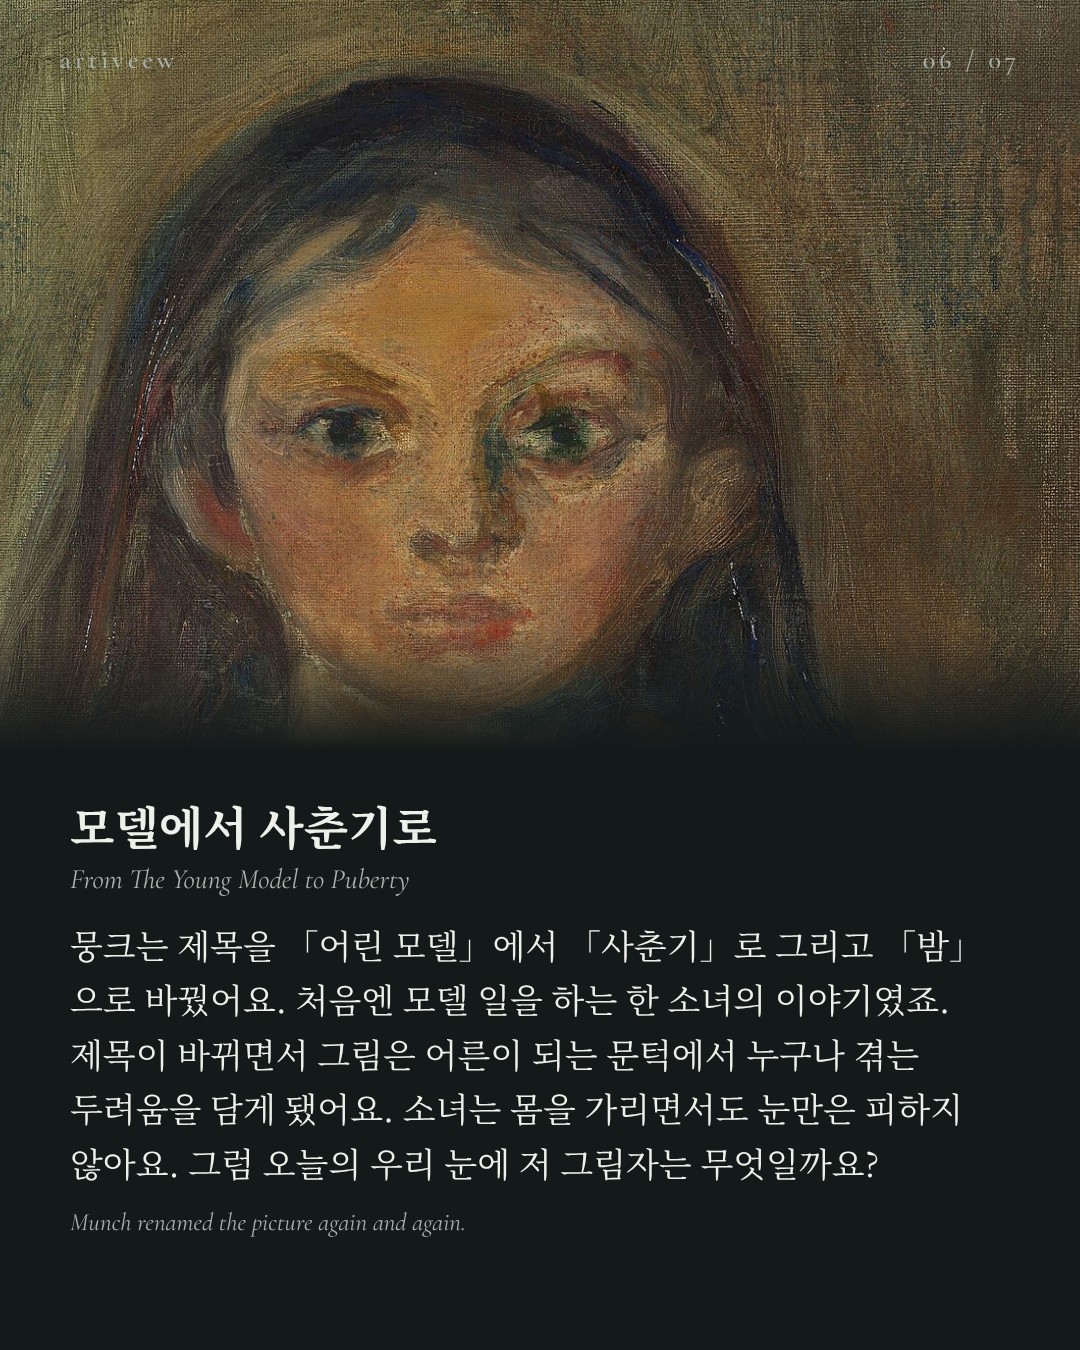 artiveew
06 / 07
모델에서 사춘기로
From The Young Model to Puberty
뭉크는 제목을 「어린 모델」에서 「사춘기」로 그리고 「밤」
으로 바꿨어요. 처음엔 모델 일을 하는 한 소녀의 이야기였죠.
제목이 바뀌면서 그림은 어른이 되는 문턱에서 누구나 겪는
두려움을 담게 됐어요. 소녀는 몸을 가리면서도 눈만은 피하지
않아요. 그럼 오늘의 우리 눈에 저 그림자는 무엇일까요?
Munch renamed the picture again and again.